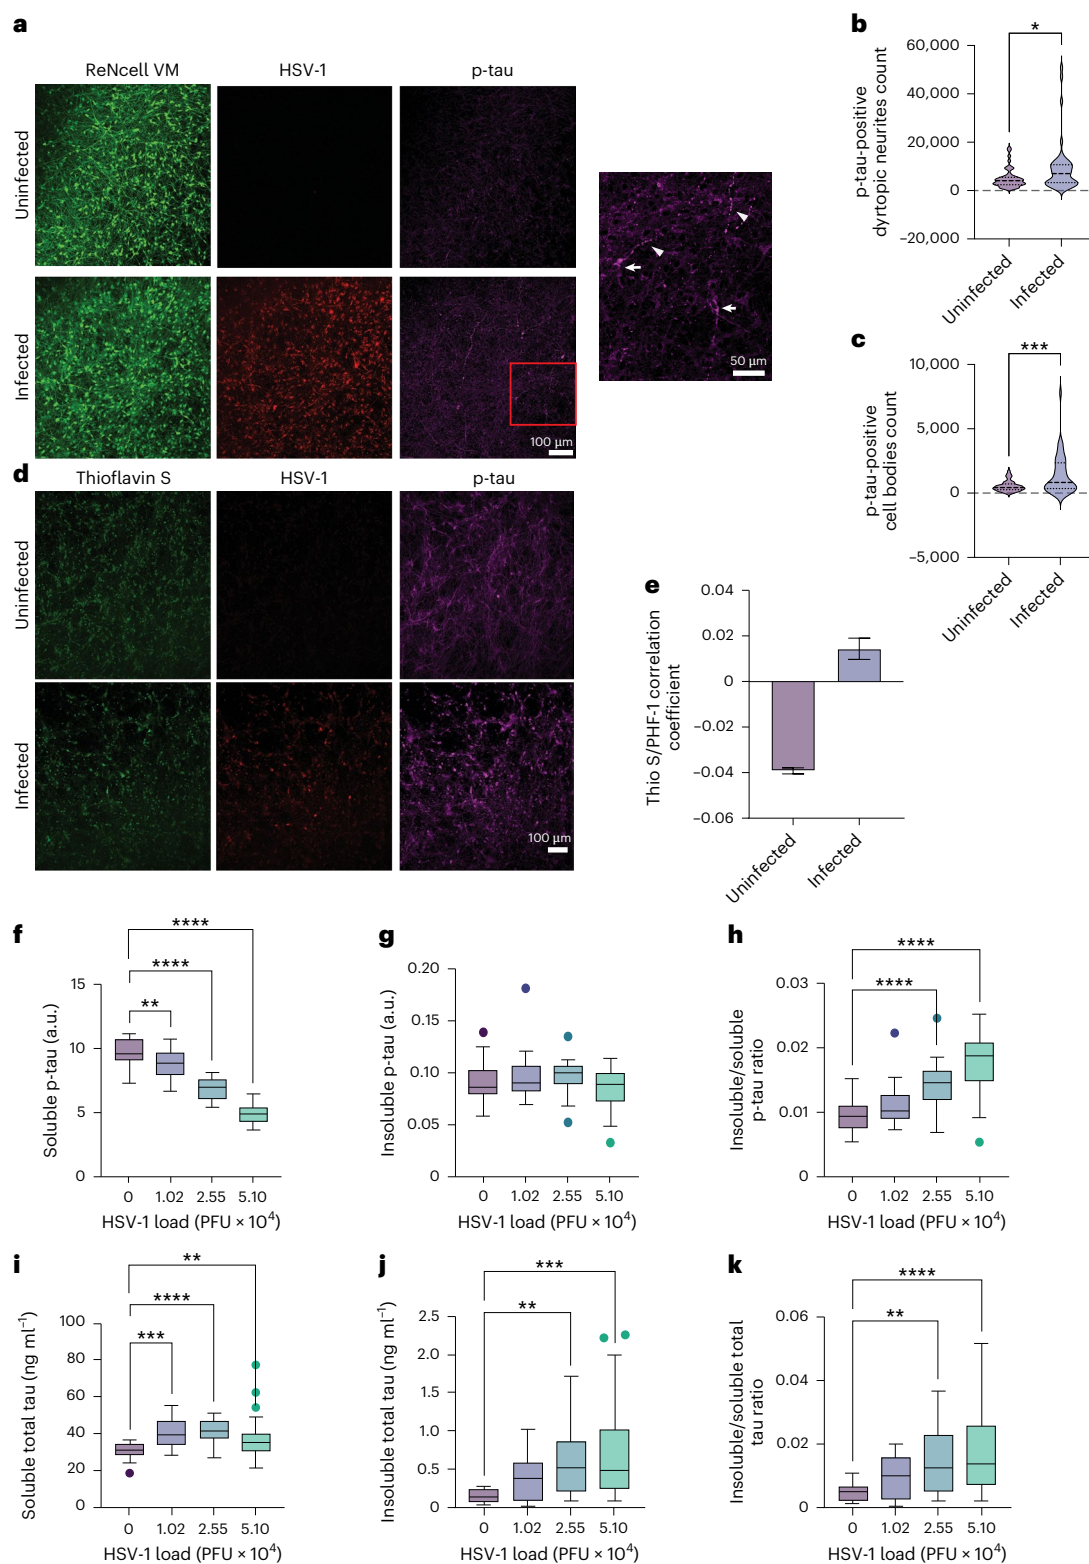 a
ReNcell VM
HSV-1
p-tau
Uninfected
Infected
100 µm
50 µm
b
*
60,000
40,000
20,000
0
–20,000
p-tau-positive
dyrtopic neurites count
Uninfected
Infected
c
***
10,000
5,000
0
–5,000
p-tau-positive
cell bodies count
Uninfected
Infected
d
Thioflavin S
HSV-1
p-tau
Uninfected
Infected
100 µm
e
0.04
0.02
0
–0.02
–0.04
–0.06
Thio S/PHF-1 correlation
coefficient
Uninfected
Infected
f
****
****
**
15
10
5
0
Soluble p-tau (a.u.)
0 1.02 2.55 5.10
HSV-1 load (PFU × 10⁴)
g
0.20
0.15
0.10
0.05
0
Insoluble p-tau (a.u.)
0 1.02 2.55 5.10
HSV-1 load (PFU × 10⁴)
h
****
****
0.03
0.02
0.01
0
Insoluble/soluble
p-tau ratio
0 1.02 2.55 5.10
HSV-1 load (PFU × 10⁴)
i
**
****
***
100
80
60
40
20
0
Soluble total tau (ng ml⁻¹)
0 1.02 2.55 5.10
HSV-1 load (PFU × 10⁴)
j
***
**
2.5
2.0
1.5
1.0
0.5
0
Insoluble total tau (ng ml⁻¹)
0 1.02 2.55 5.10
HSV-1 load (PFU × 10⁴)
k
****
**
0.06
0.04
0.02
0
Insoluble/soluble total
tau ratio
0 1.02 2.55 5.10
HSV-1 load (PFU × 10⁴)